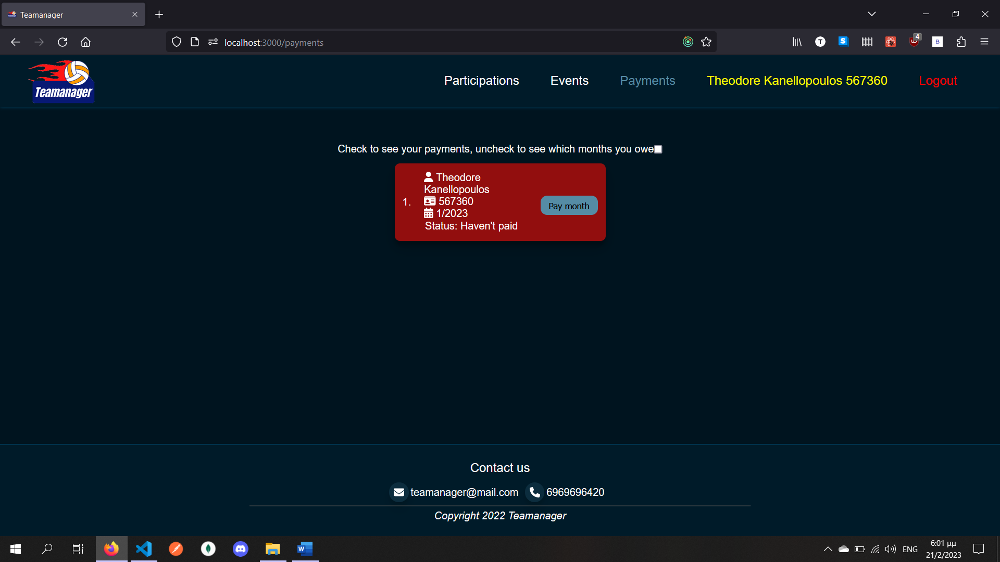 Teamanager
localhost:3000/payments
S
T
4
B
Teamanager
Participations
Events
Payments
Theodore Kanellopoulos 567360
Logout
Check to see your payments, uncheck to see which months you owe
1.
Theodore
Kanellopoulos
567360
1/2023
Status: Haven't paid
Pay month
Contact us
teamanager@mail.com
6969696420
Copyright 2022 Teamanager
W
ENG
6:01 μμ
21/2/2023